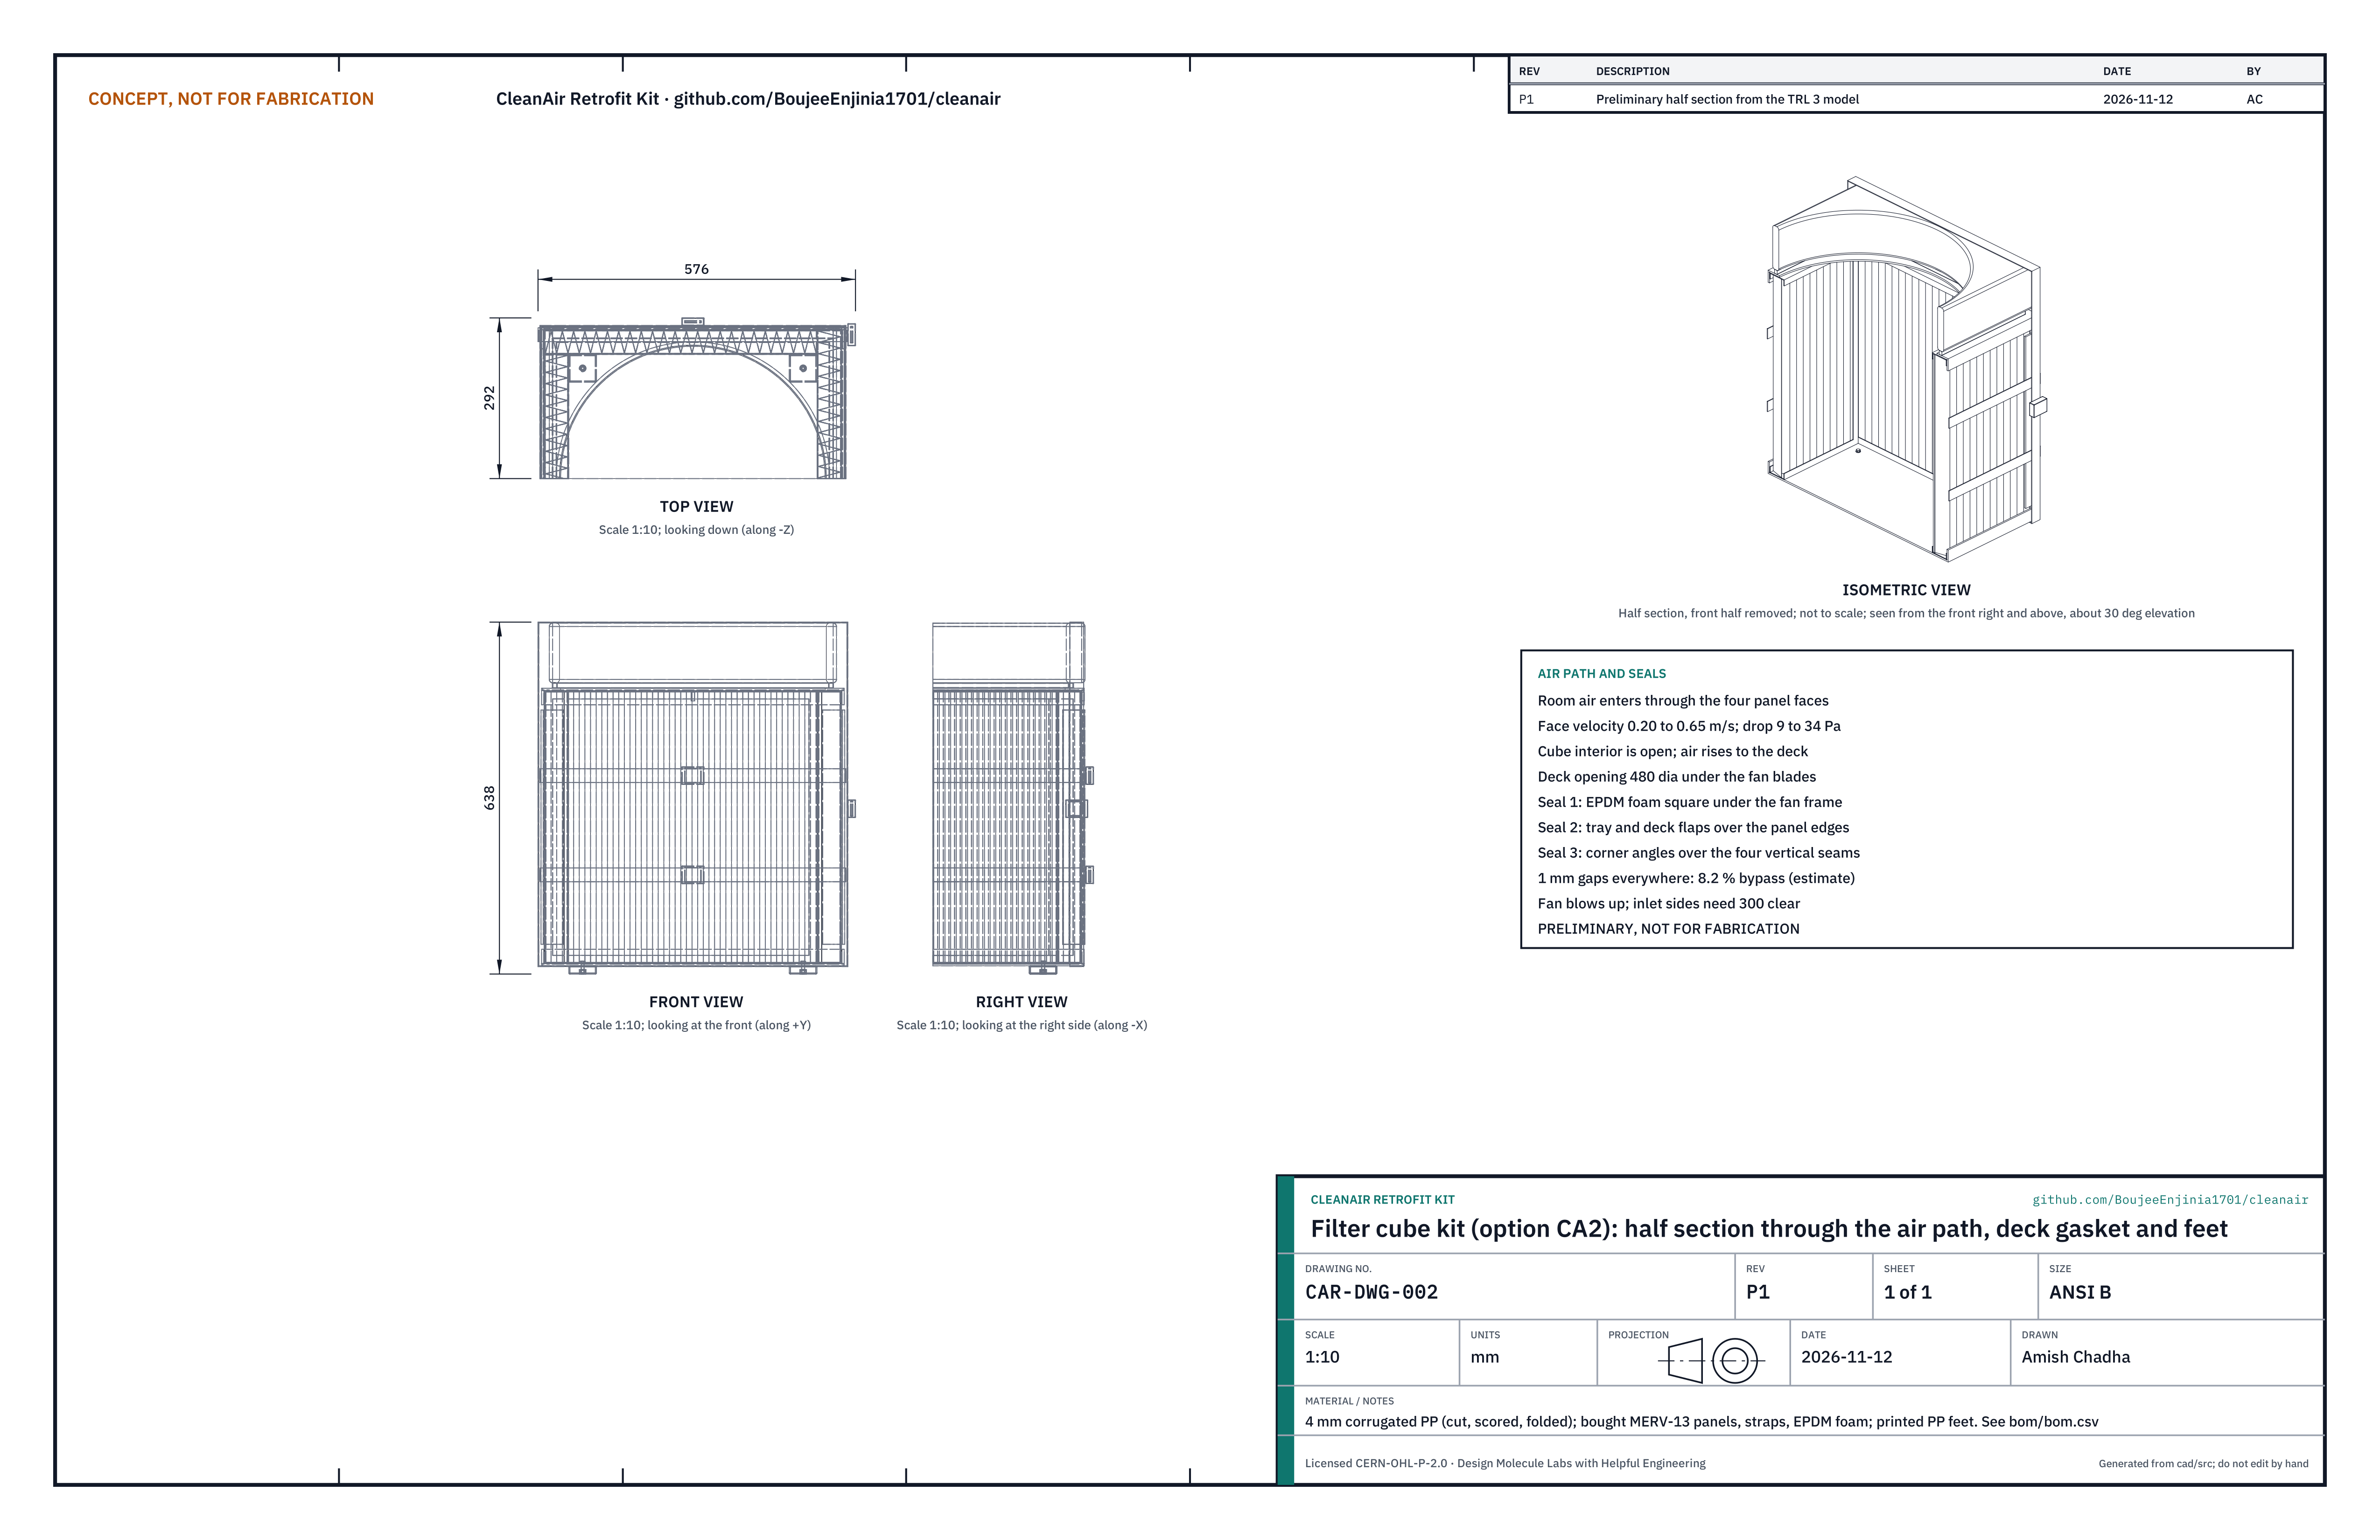 CONCEPT, NOT FOR FABRICATION
CleanAir Retrofit Kit · github.com/BoujeeEnjinia1701/cleanair
REV DESCRIPTION DATE BY
P1 Preliminary half section from the TRL 3 model 2026-11-12 AC
576
292
TOP VIEW
Scale 1:10; looking down (along -Z)
ISOMETRIC VIEW
Half section, front half removed; not to scale; seen from the front right and above, about 30 deg elevation
638
FRONT VIEW
Scale 1:10; looking at the front (along +Y)
RIGHT VIEW
Scale 1:10; looking at the right side (along -X)
AIR PATH AND SEALS
Room air enters through the four panel faces
Face velocity 0.20 to 0.65 m/s; drop 9 to 34 Pa
Cube interior is open; air rises to the deck
Deck opening 480 dia under the fan blades
Seal 1: EPDM foam square under the fan frame
Seal 2: tray and deck flaps over the panel edges
Seal 3: corner angles over the four vertical seams
1 mm gaps everywhere: 8.2 % bypass (estimate)
Fan blows up; inlet sides need 300 clear
PRELIMINARY, NOT FOR FABRICATION
CLEANAIR RETROFIT KIT github.com/BoujeeEnjinia1701/cleanair
Filter cube kit (option CA2): half section through the air path, deck gasket and feet
DRAWING NO. REV SHEET SIZE
CAR-DWG-002 P1 1 of 1 ANSI B
SCALE UNITS PROJECTION DATE DRAWN
1:10 mm 2026-11-12 Amish Chadha
MATERIAL / NOTES
4 mm corrugated PP (cut, scored, folded); bought MERV-13 panels, straps, EPDM foam; printed PP feet. See bom/bom.csv
Licensed CERN-OHL-P-2.0 · Design Molecule Labs with Helpful Engineering Generated from cad/src; do not edit by hand